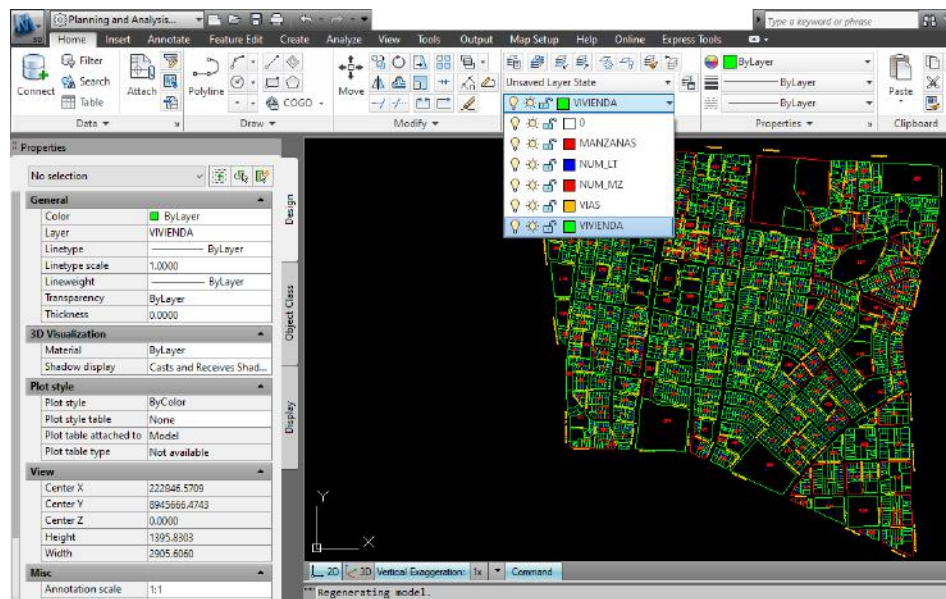 Planning and Analysis...
Type a keyword or phrase
3D
Home Insert Annotate Feature Edit Create Analyze View Tools Output Map Setup Help Online Express Tools
Connect
Filter
Search
Table
Attach
Polyline
COGO
Move
Unsaved Layer State
VIVIENDA
ByLayer
ByLayer
ByLayer
Paste
Data
Draw
Modify
Properties
Clipboard
0
MANZANAS
NUM_LT
NUM_MZ
VIAS
VIVIENDA
Properties
No selection
General
Color ByLayer
Layer VIVIENDA
Linetype ByLayer
Linetype scale 1.0000
Lineweight ByLayer
Transparency ByLayer
Thickness 0.0000
3D Visualization
Material ByLayer
Shadow display Casts and Receives Shad...
Plot style
Plot style ByColor
Plot style table None
Plot table attached to Model
Plot table type Not available
View
Center X 222846.5709
Center Y 8945666.4743
Center Z 0.0000
Height 1395.8303
Width 2905.6060
Misc
Annotation scale 1:1
Design
Object Class
Display
Y
X
2D 3D Vertical Exaggeration: 1x Command
Regenerating model.